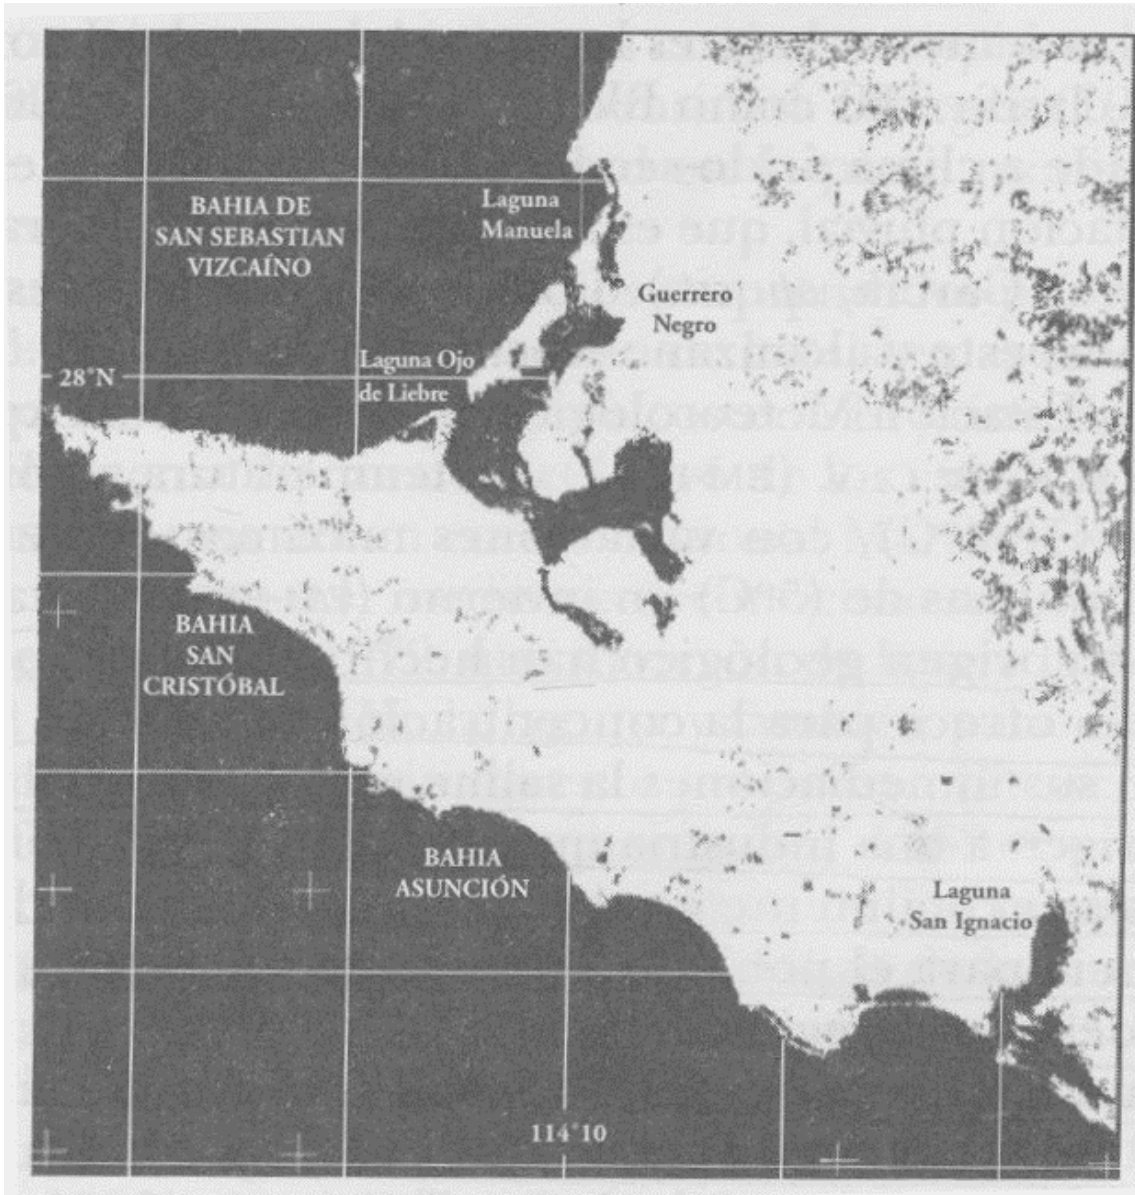 BAHIA DE
SAN SEBASTIAN
VIZCAÍNO
Laguna
Manuela
Guerrero
Negro
Laguna Ojo
de Liebre
28°N
BAHIA
SAN
CRISTÓBAL
BAHIA
ASUNCIÓN
Laguna
San Ignacio
114°10